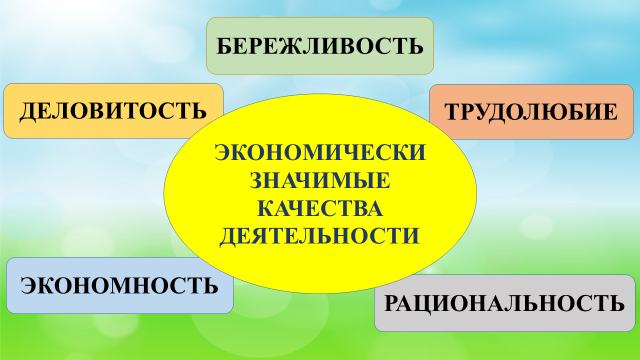 БЕРЕЖЛИВОСТЬ
ДЕЛОВИТОСТЬ
ТРУДОЛЮБИЕ
ЭКОНОМИЧЕСКИ
ЗНАЧИМЫЕ
КАЧЕСТВА
ДЕЯТЕЛЬНОСТИ
ЭКОНОМНОСТЬ
РАЦИОНАЛЬНОСТЬ